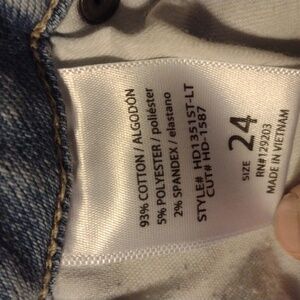 93% COTTON / ALGODÓN
5% POLYESTER / poliéster
2% SPANDEX / elastano
STYLE# HD1351ST-LT
CUT# HD-1587
SIZE 24
RN#129203
MADE IN VIETNAM